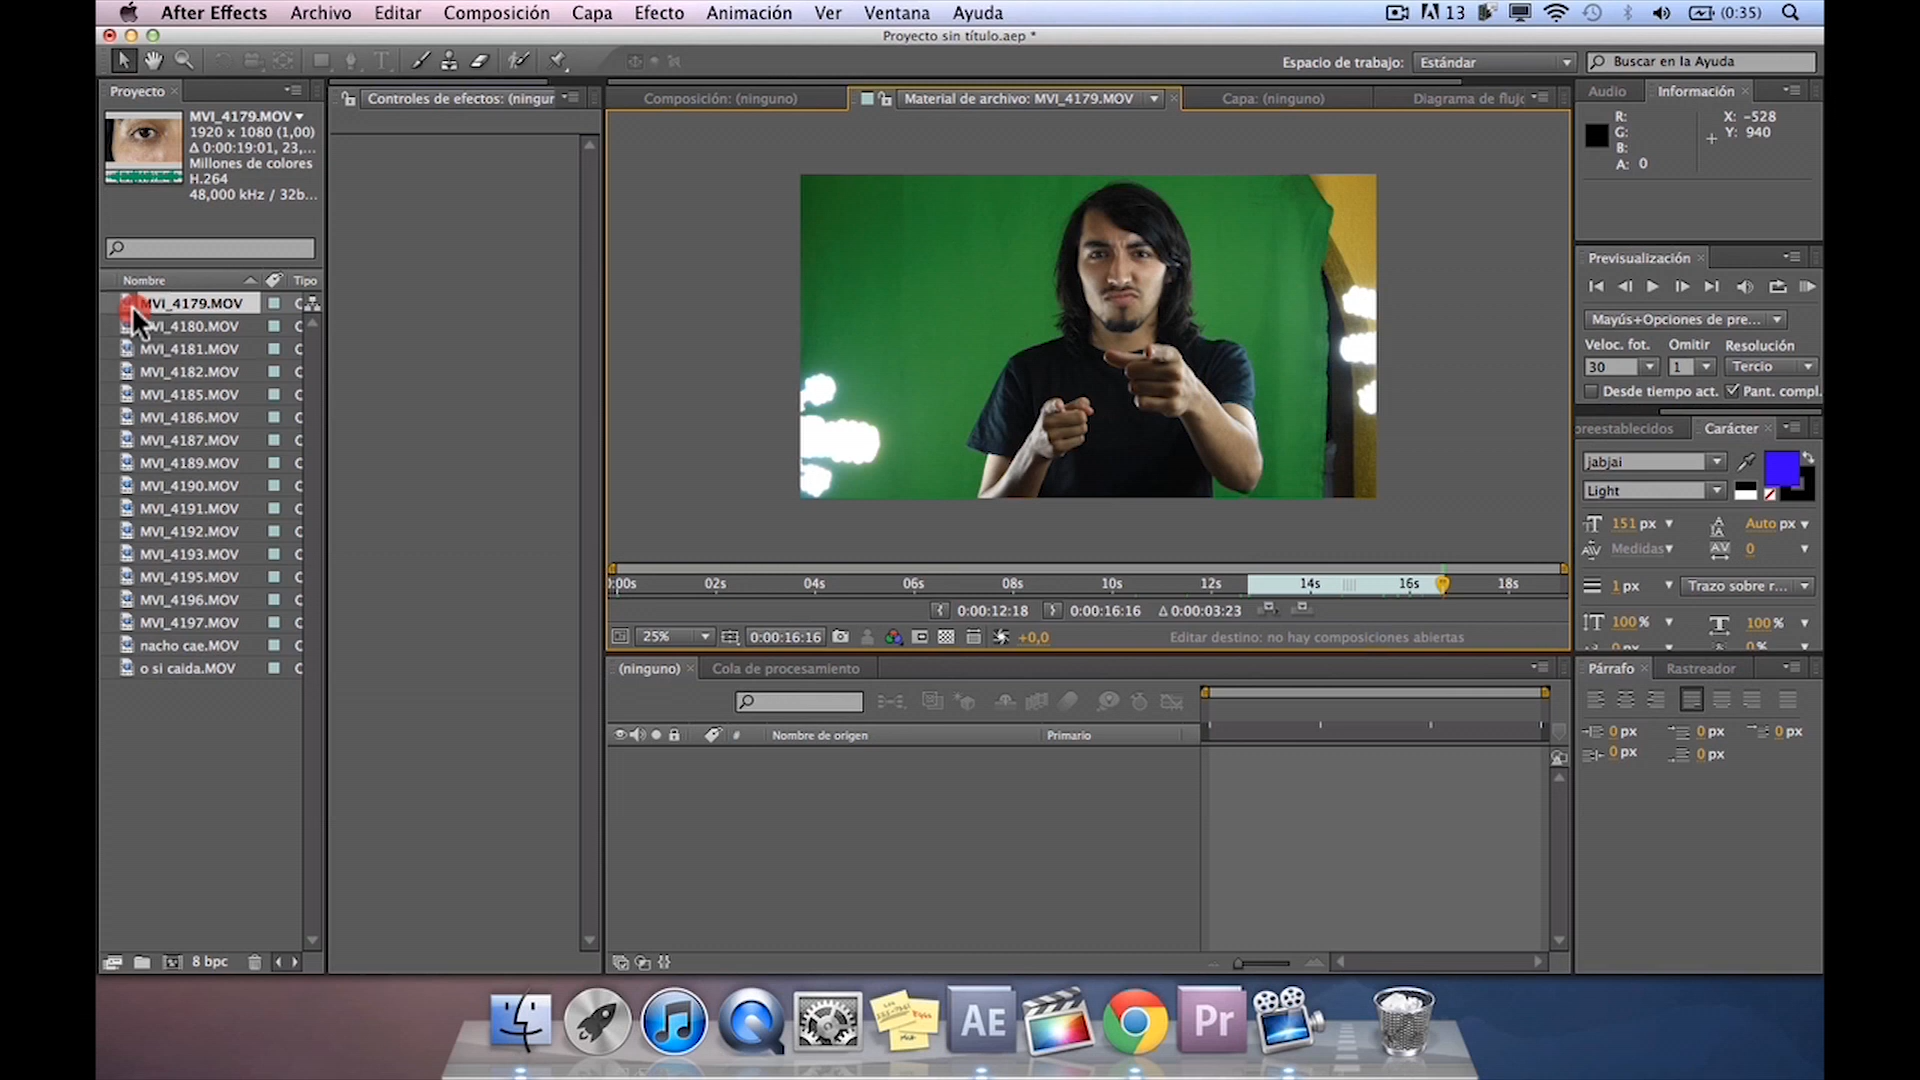 After Effects Archivo Editar Composición Capa Efecto Animación Ver Ventana Ayuda 13 (0:35)
Proyecto sin título.aep *
Espacio de trabajo: Estándar Buscar en la Ayuda
Proyecto
MVI_4179.MOV
1920 x 1080 (1,00)
Δ 0:00:19:01, 23,...
Millones de colores
H.264
48,000 kHz / 32b...
Nombre Tipo
MVI_4179.MOV
MVI_4180.MOV
MVI_4181.MOV
MVI_4182.MOV
MVI_4185.MOV
MVI_4186.MOV
MVI_4187.MOV
MVI_4189.MOV
MVI_4190.MOV
MVI_4191.MOV
MVI_4192.MOV
MVI_4193.MOV
MVI_4195.MOV
MVI_4196.MOV
MVI_4197.MOV
nacho cae.MOV
o si caida.MOV
8 bpc
Controles de efectos: (ningur
Composición: (ninguno) Material de archivo: MVI_4179.MOV Capa: (ninguno) Diagrama de flujo
):00s 02s 04s 06s 08s 10s 12s 14s 16s 18s
0:00:12:18 0:00:16:16 Δ 0:00:03:23
25% 0:00:16:16 +0,0 Editar destino: no hay composiciones abiertas
(ninguno) Cola de procesamiento
# Nombre de origen Primario
Audio Información
R: X: -528
G: Y: 940
B:
A: 0
Previsualización
Mayús+Opciones de pre...
Veloc. fot. Omitir Resolución
30 1 Tercio
Desde tiempo act. Pant. compl.
preestablecidos Carácter
jabjai
Light
151 px Auto px
Medidas 0
1 px Trazo sobre r...
100 % 100 %
0 % 0 %
Párrafo Rastreador
0 px 0 px 0 px
0 px 0 px
AE Pr